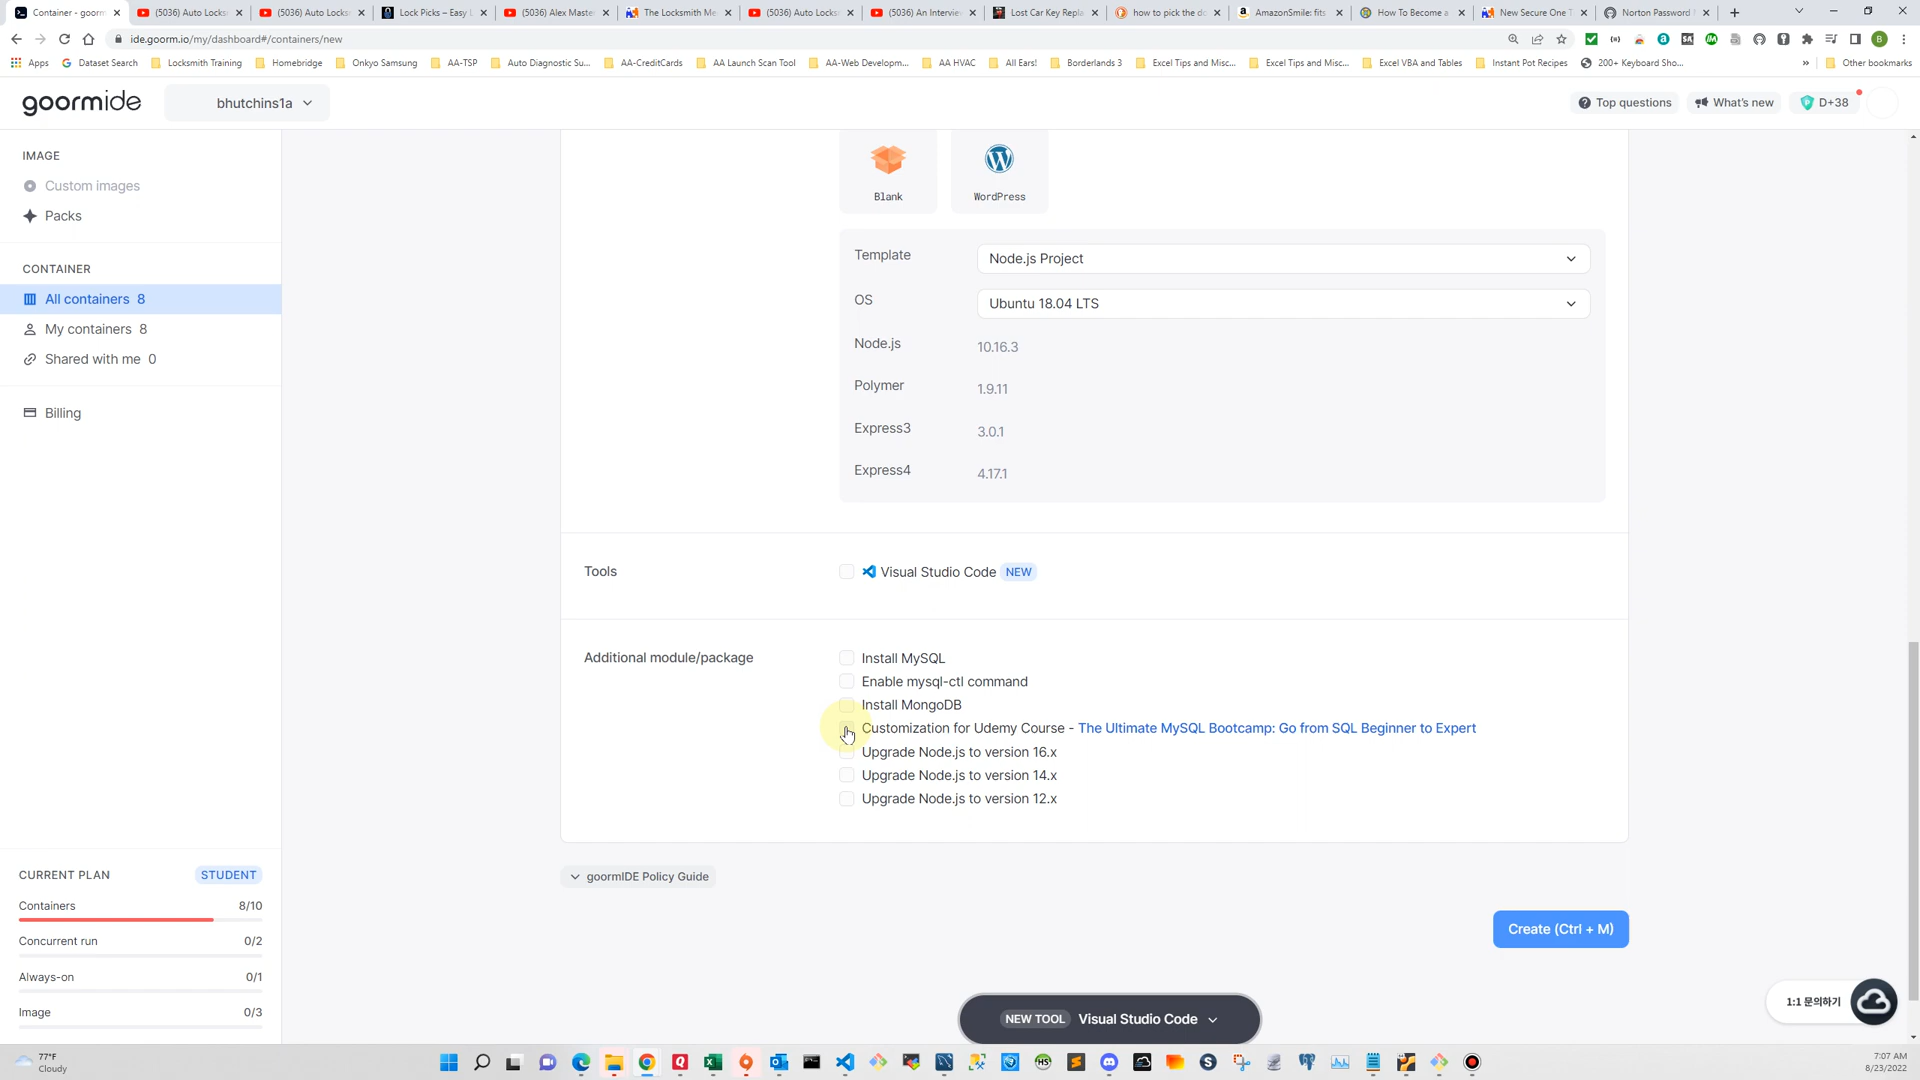 Container - goorm
(5036) Auto Locks
(5036) Auto Locks
Lock Picks – Easy L
(5036) Alex Master
The Locksmith Me
(5036) Auto Locks
(5036) An Intervie
Lost Car Key Repla
how to pick the do
AmazonSmile: fits
How To Become a
New Secure One T
Norton Password
ide.goorm.io/my/dashboard#/containers/new
Apps
Dataset Search
Locksmith Training
Homebridge
Onkyo Samsung
AA-TSP
Auto Diagnostic Su...
AA-CreditCards
AA Launch Scan Tool
AA-Web Developm...
AA HVAC
All Ears!
Borderlands 3
Excel Tips and Misc...
Excel Tips and Misc...
Excel VBA and Tables
Instant Pot Recipes
200+ Keyboard Sho...
»
Other bookmarks
goormide
bhutchins1a
Top questions
What's new
D+38
IMAGE
Custom images
Packs
CONTAINER
All containers 8
My containers 8
Shared with me 0
Billing
CURRENT PLAN STUDENT
Containers 8/10
Concurrent run 0/2
Always-on 0/1
Image 0/3
Blank
WordPress
Template Node.js Project
OS Ubuntu 18.04 LTS
Node.js 10.16.3
Polymer 1.9.11
Express3 3.0.1
Express4 4.17.1
Tools
Visual Studio Code NEW
Additional module/package
Install MySQL
Enable mysql-ctl command
Install MongoDB
Customization for Udemy Course - The Ultimate MySQL Bootcamp: Go from SQL Beginner to Expert
Upgrade Node.js to version 16.x
Upgrade Node.js to version 14.x
Upgrade Node.js to version 12.x
goormIDE Policy Guide
Create (Ctrl + M)
1:1 문의하기
NEW TOOL Visual Studio Code
77°F
Cloudy
7:07 AM
8/23/2022